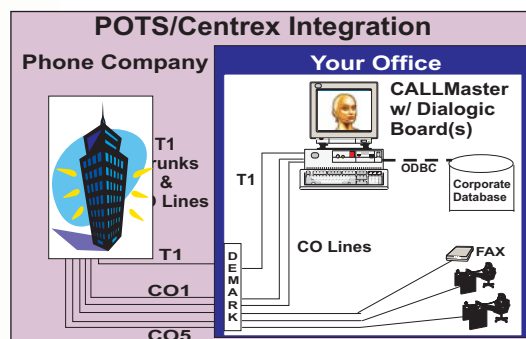 POTS/Centrex Integration
Phone Company
Your Office
CALLMaster
w/ Dialogic
Board(s)
T1
&
Lines
T1
ODBC
Corporate
Database
CO Lines
T1
DEMARK
FAX
CO1
CO5